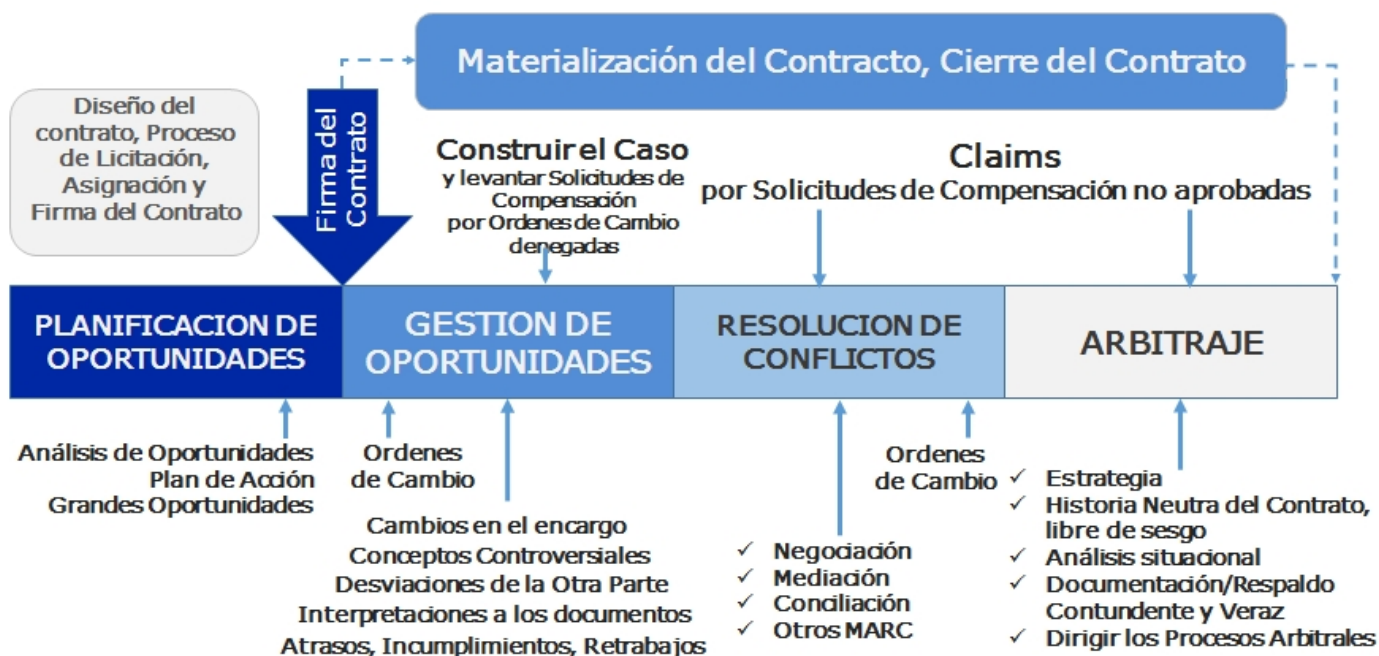 Materialización del Contracto, Cierre del Contrato
Diseño del
contrato, Proceso
de Licitación,
Asignación y
Firma del Contrato
Firma del
Contrato
Construir el Caso
y levantar Solicitudes de
Compensación
por Ordenes de Cambio
denegadas
Claims
por Solicitudes de Compensación no aprobadas
PLANIFICACION DE
OPORTUNIDADES
GESTION DE
OPORTUNIDADES
RESOLUCION DE
CONFLICTOS
ARBITRAJE
Análisis de Oportunidades
Plan de Acción
Grandes Oportunidades
Ordenes
de Cambio
Cambios en el encargo
Conceptos Controversiales
Desviaciones de la Otra Parte
Interpretaciones a los documentos
Atrasos, Incumplimientos, Retrabajos
✓ Negociación
✓ Mediación
✓ Conciliación
✓ Otros MARC
Ordenes
de Cambio
✓ Estrategia
✓ Historia Neutra del Contrato,
libre de sesgo
✓ Análisis situacional
✓ Documentación/Respaldo
Contundente y Veraz
✓ Dirigir los Procesos Arbitrales